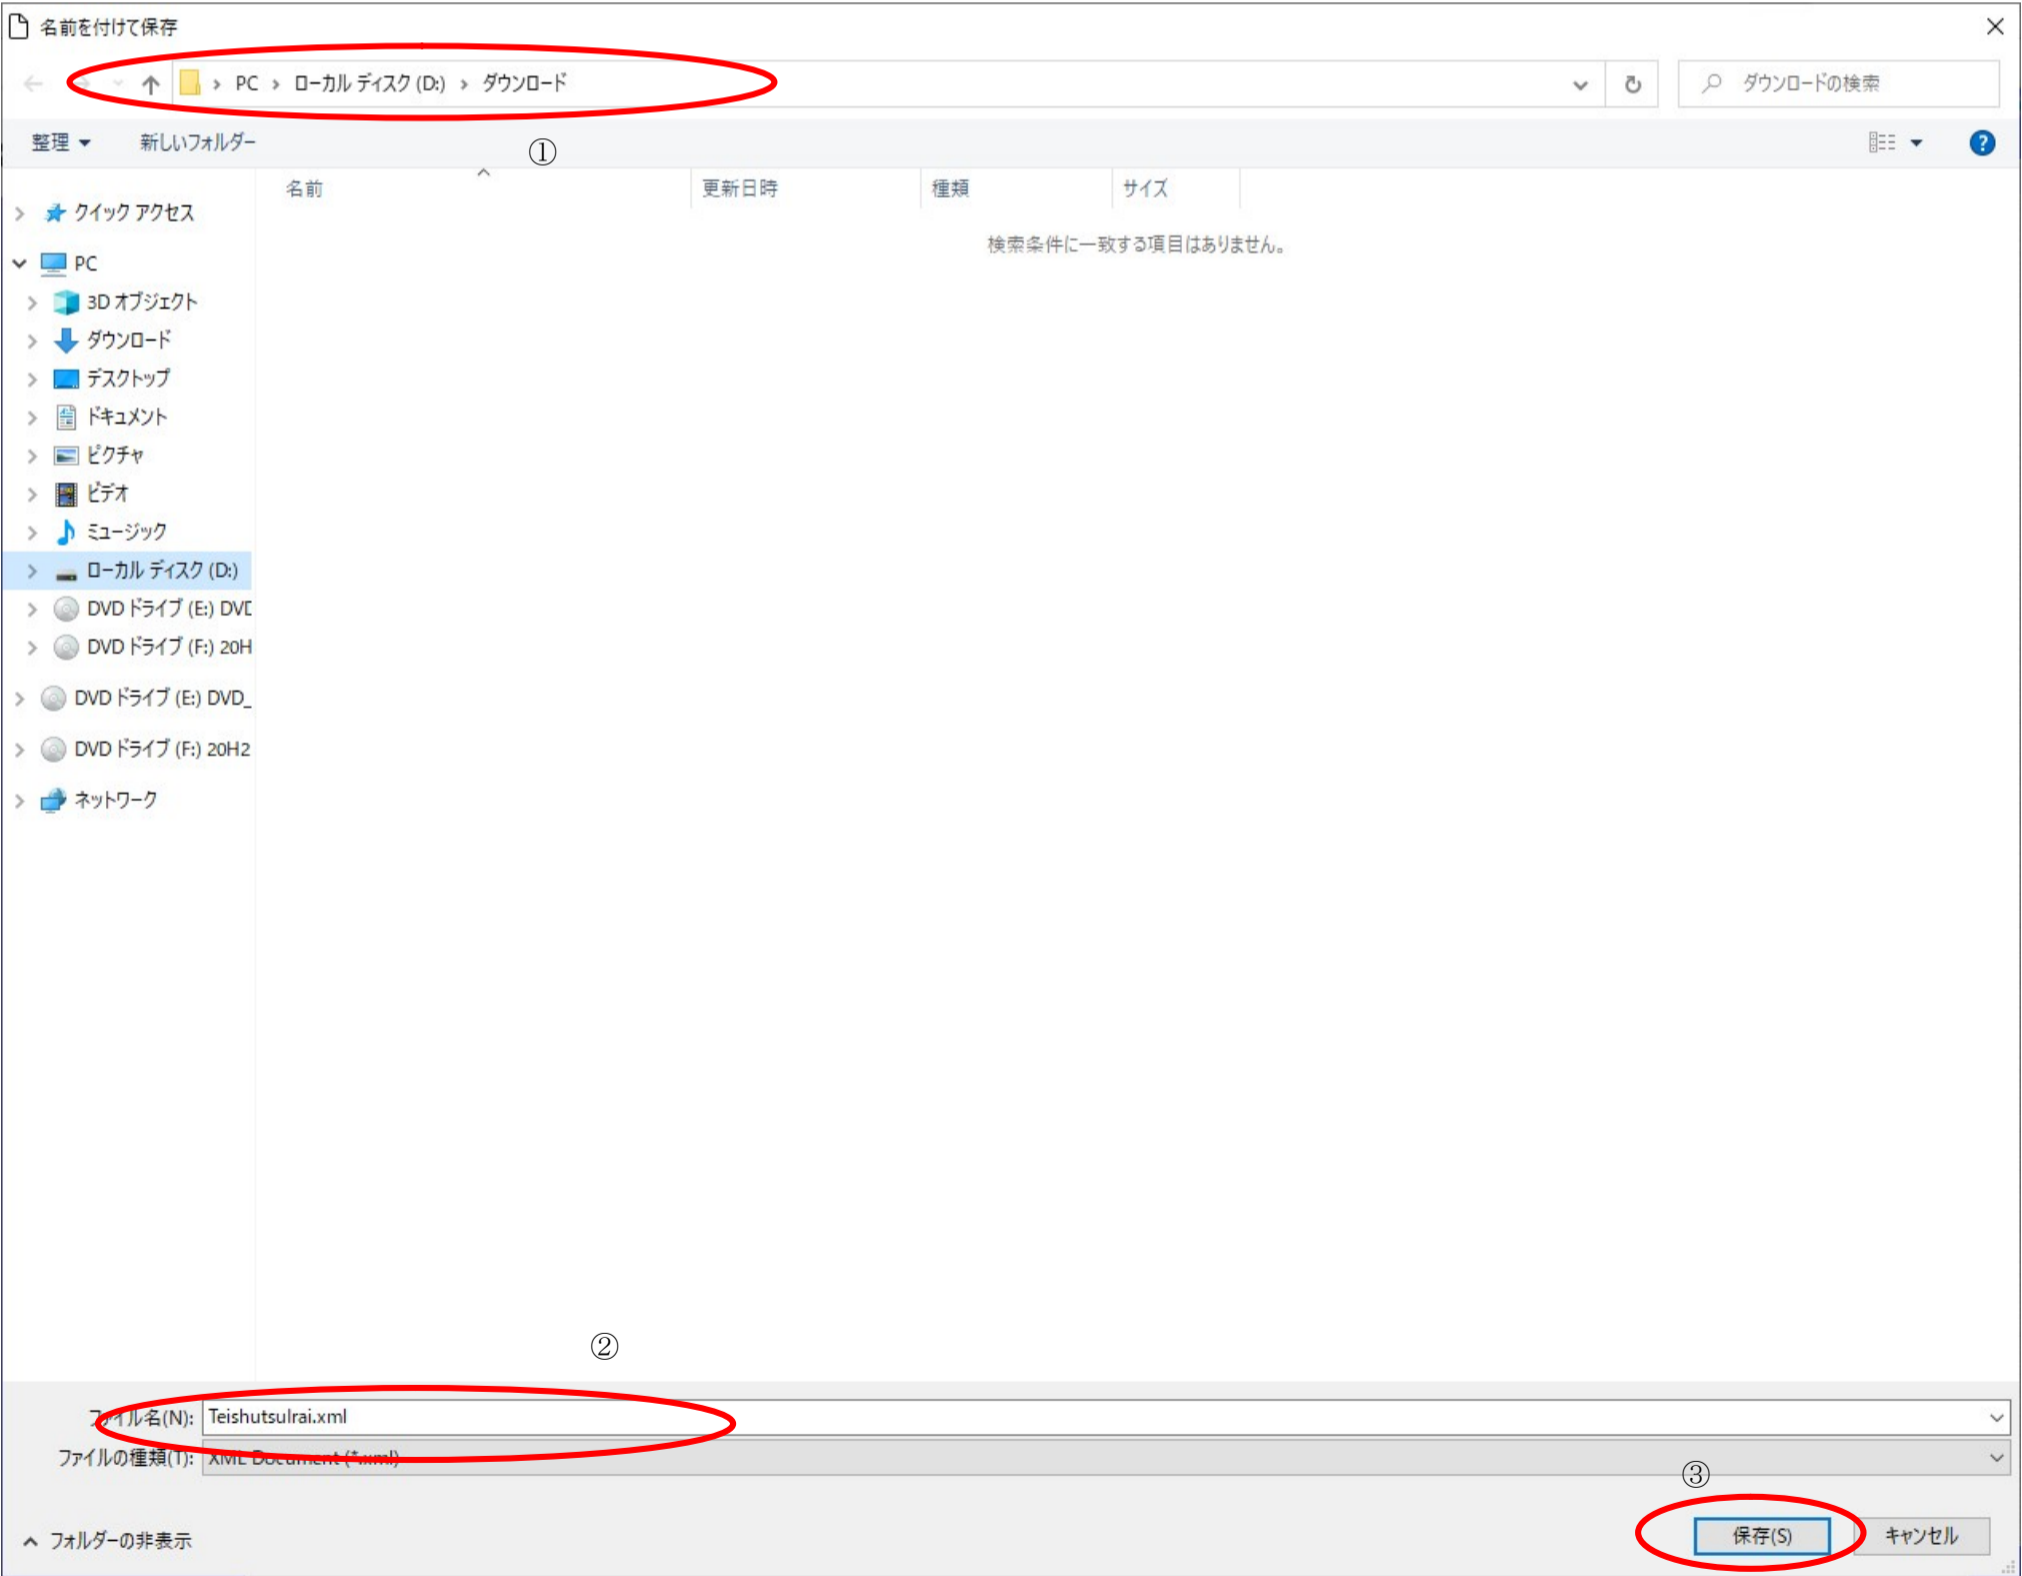 名前を付けて保存
PC › ローカル ディスク (D:) › ダウンロード
ダウンロードの検索
整理
新しいフォルダー
①
?
名前
更新日時
種類
サイズ
検索条件に一致する項目はありません。
クイック アクセス
PC
3D オブジェクト
ダウンロード
デスクトップ
ドキュメント
ピクチャ
ビデオ
ミュージック
ローカル ディスク (D:)
DVD ドライブ (E:) DVD
DVD ドライブ (F:) 20H
DVD ドライブ (E:) DVD_
DVD ドライブ (F:) 20H2
ネットワーク
②
ファイル名(N): TeishutsuIrai.xml
ファイルの種類(T): XML Document (*.xml)
③
フォルダーの非表示
保存(S)
キャンセル